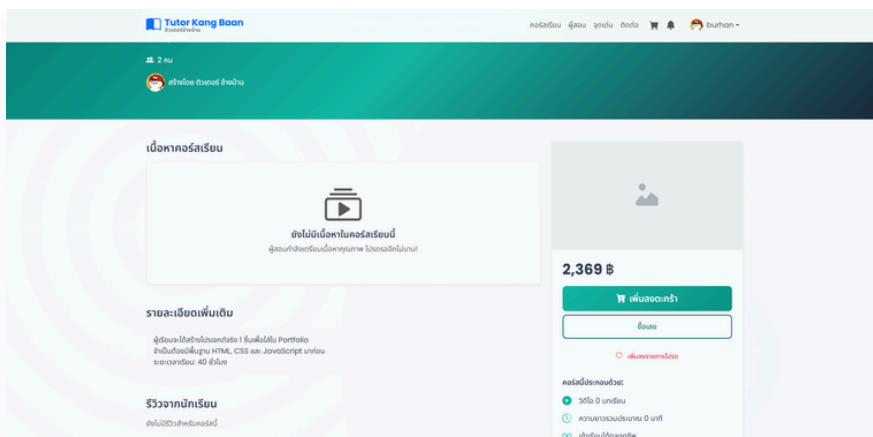 Tutor Kang Baan
ติวเตอร์ข้างบ้าน
คอร์สเรียน ผู้สอน จุดเด่น ติดต่อ burhan
2 คน
สร้างโดย ติวเตอร์ ข้างบ้าน
เนื้อหาคอร์สเรียน
ยังไม่มีเนื้อหาในคอร์สเรียนนี้
ผู้สอนกำลังเตรียมเนื้อหาคุณภาพ โปรดรออีกไม่นาน!
2,369 ฿
เพิ่มลงตะกร้า
ซื้อเลย
เพิ่มลงรายการโปรด
รายละเอียดเพิ่มเติม
ผู้เรียนจะได้สร้างโปรเจกต์จริง 1 ชิ้นเพื่อใส่ใน Portfolio
จำเป็นต้องมีพื้นฐาน HTML, CSS และ JavaScript มาก่อน
ระยะเวลาเรียน: 40 ชั่วโมง
คอร์สนี้ประกอบด้วย:
วิดีโอ 0 บทเรียน
ความยาวรวมประมาณ 0 นาที
เข้าเรียนได้ตลอดชีพ
รีวิวจากนักเรียน
ยังไม่มีรีวิวสำหรับคอร์สนี้